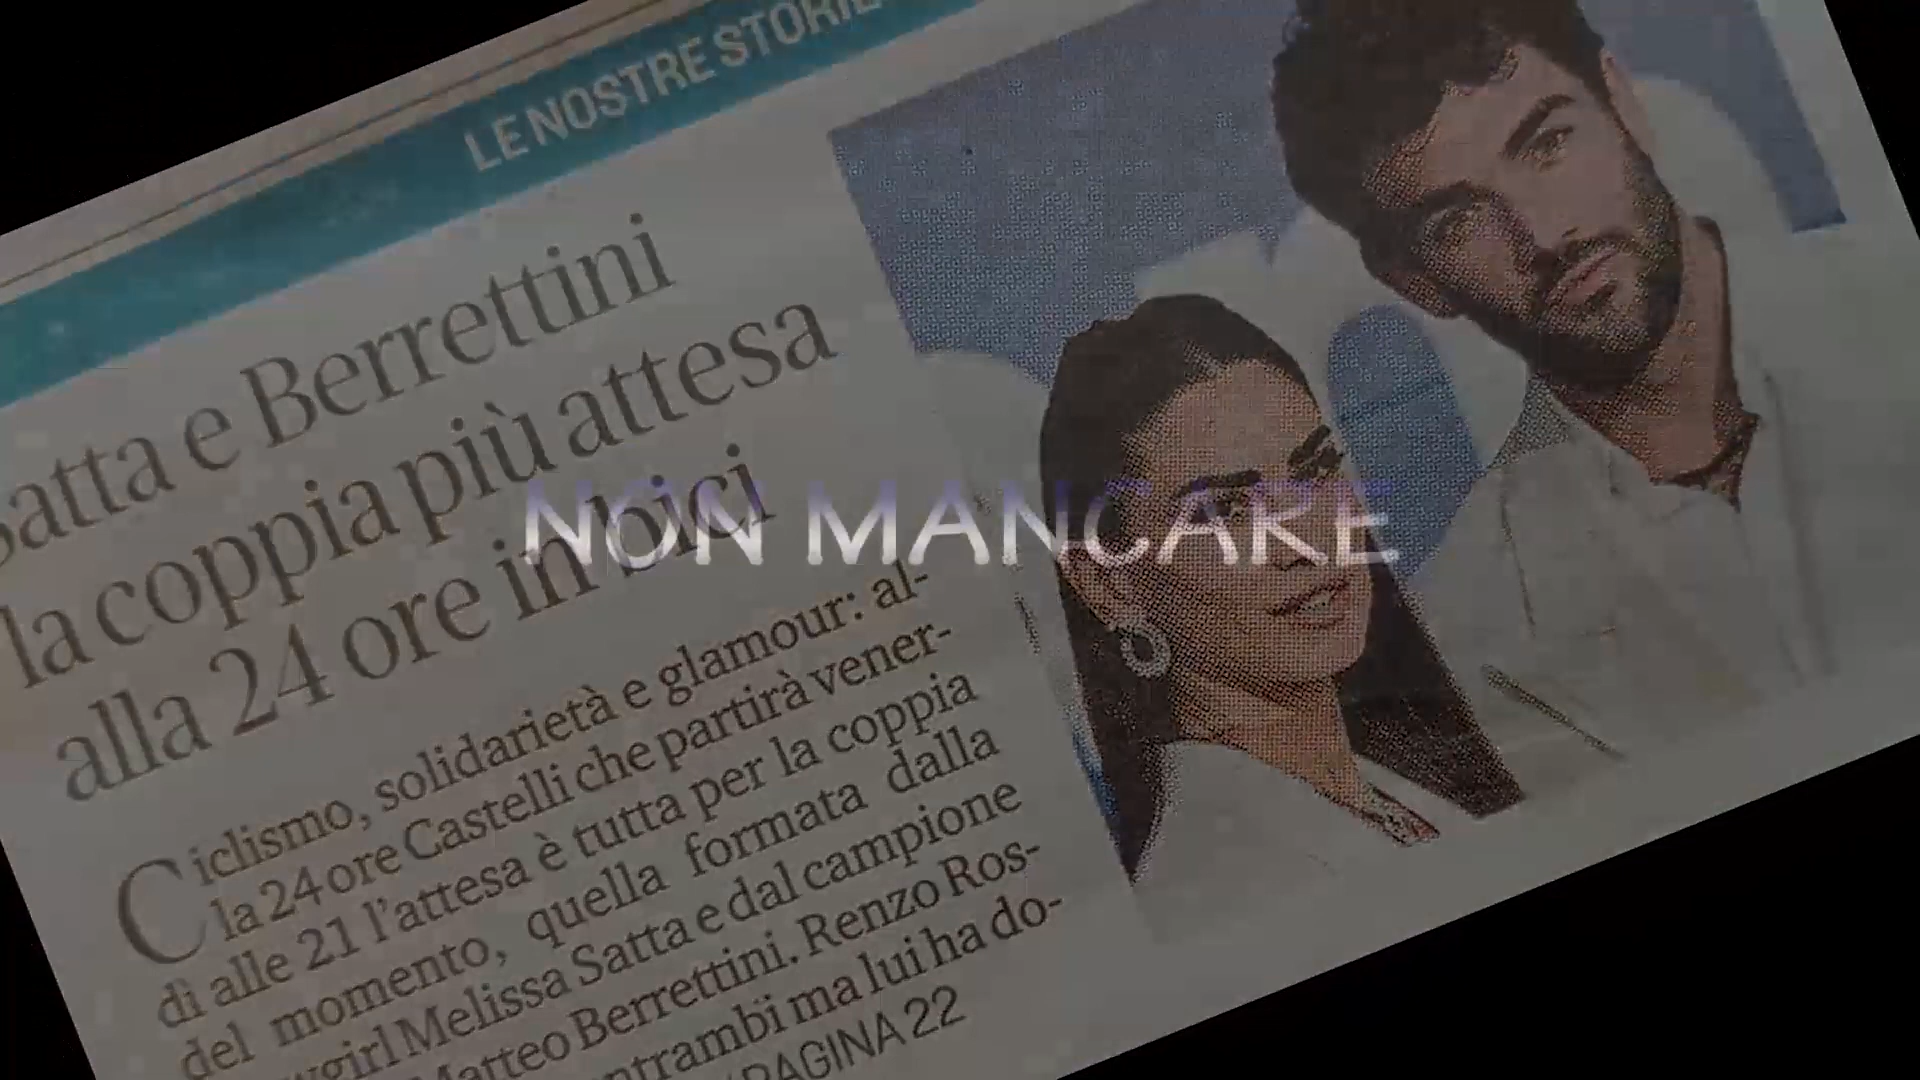 LE NOSTRE STORIE
Satta e Berrettini
la coppia più attesa
alla 24 ore in bici
NON MANCARE
Ciclismo, solidarietà e glamour: al-
la 24 ore Castelli che partirà vener-
dì alle 21 l'attesa è tutta per la coppia
del momento, quella formata dalla
wgirl Melissa Satta e dal campione
Matteo Berrettini. Renzo Ros-
ntrambi ma lui ha do-
PAGINA 22